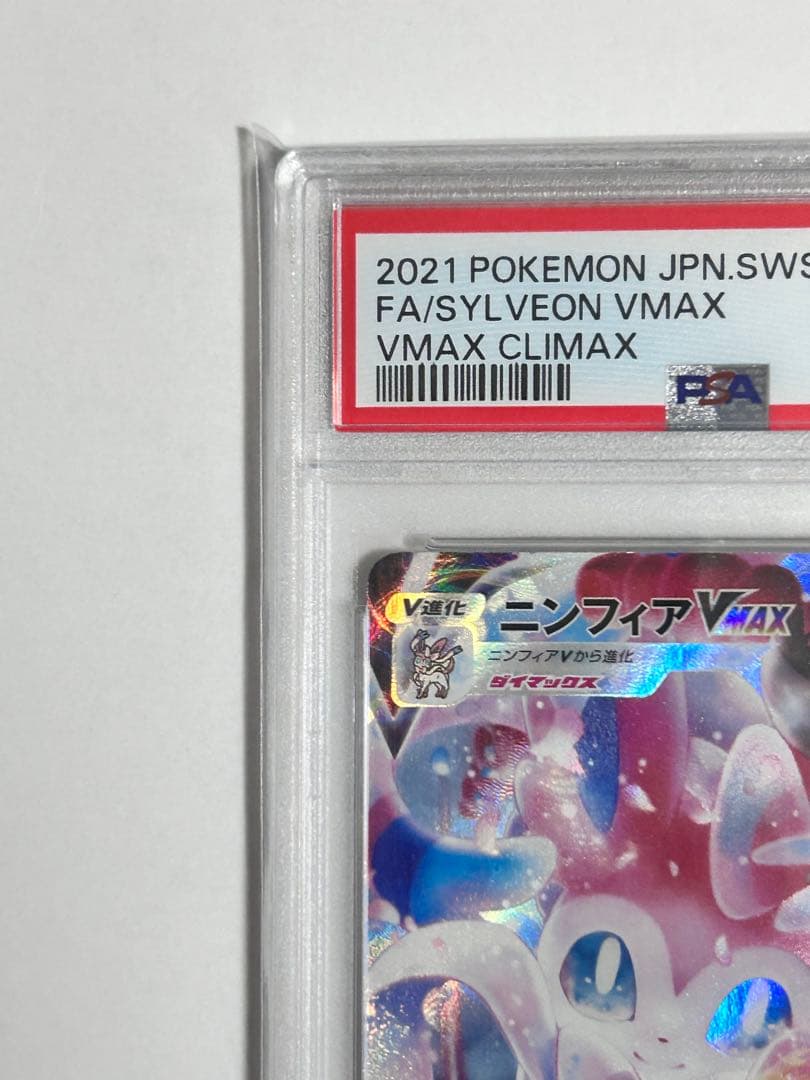 2021 POKEMON JPN.SWS
FA/SYLVEON VMAX
VMAX CLIMAX
PSA
V進化
ニンフィアVMAX
ニンフィアVから進化
ダイマックス